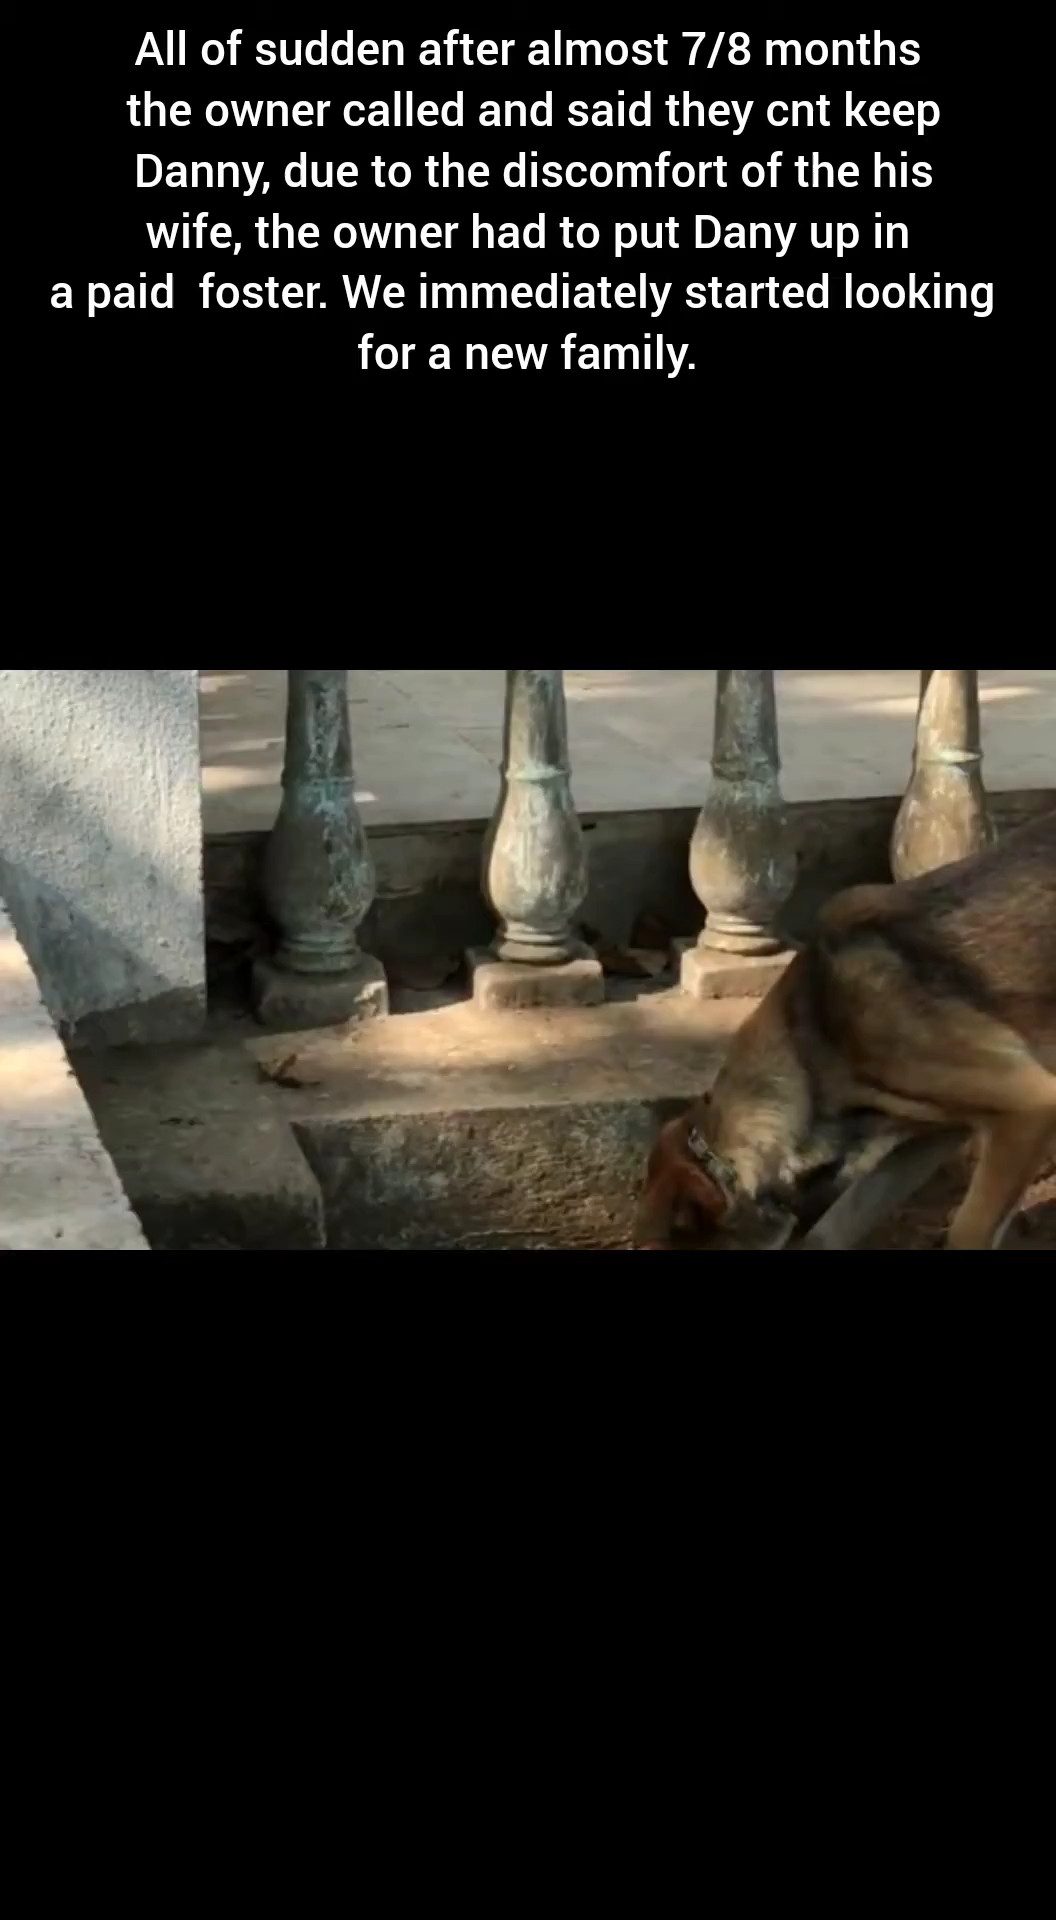 All of sudden after almost 7/8 months
the owner called and said they cnt keep
Danny, due to the discomfort of the his
wife, the owner had to put Dany up in
a paid  foster. We immediately started looking
for a new family.